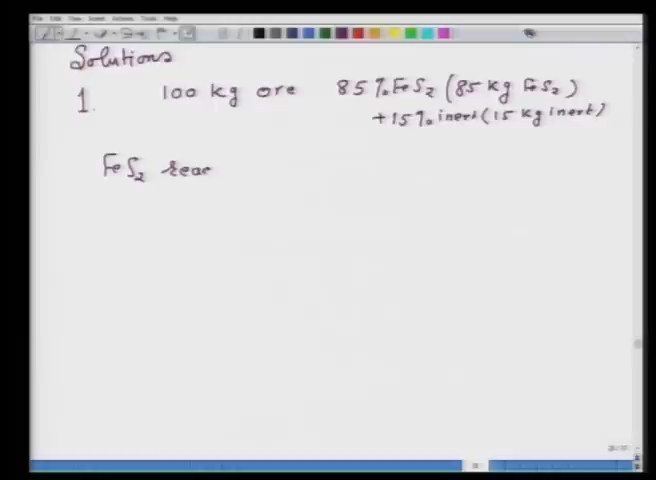 Solutions
1. 100 kg ore 85% FeS2 (85 kg FeS2)
+15% inert (15 kg inert)
FeS2 reac